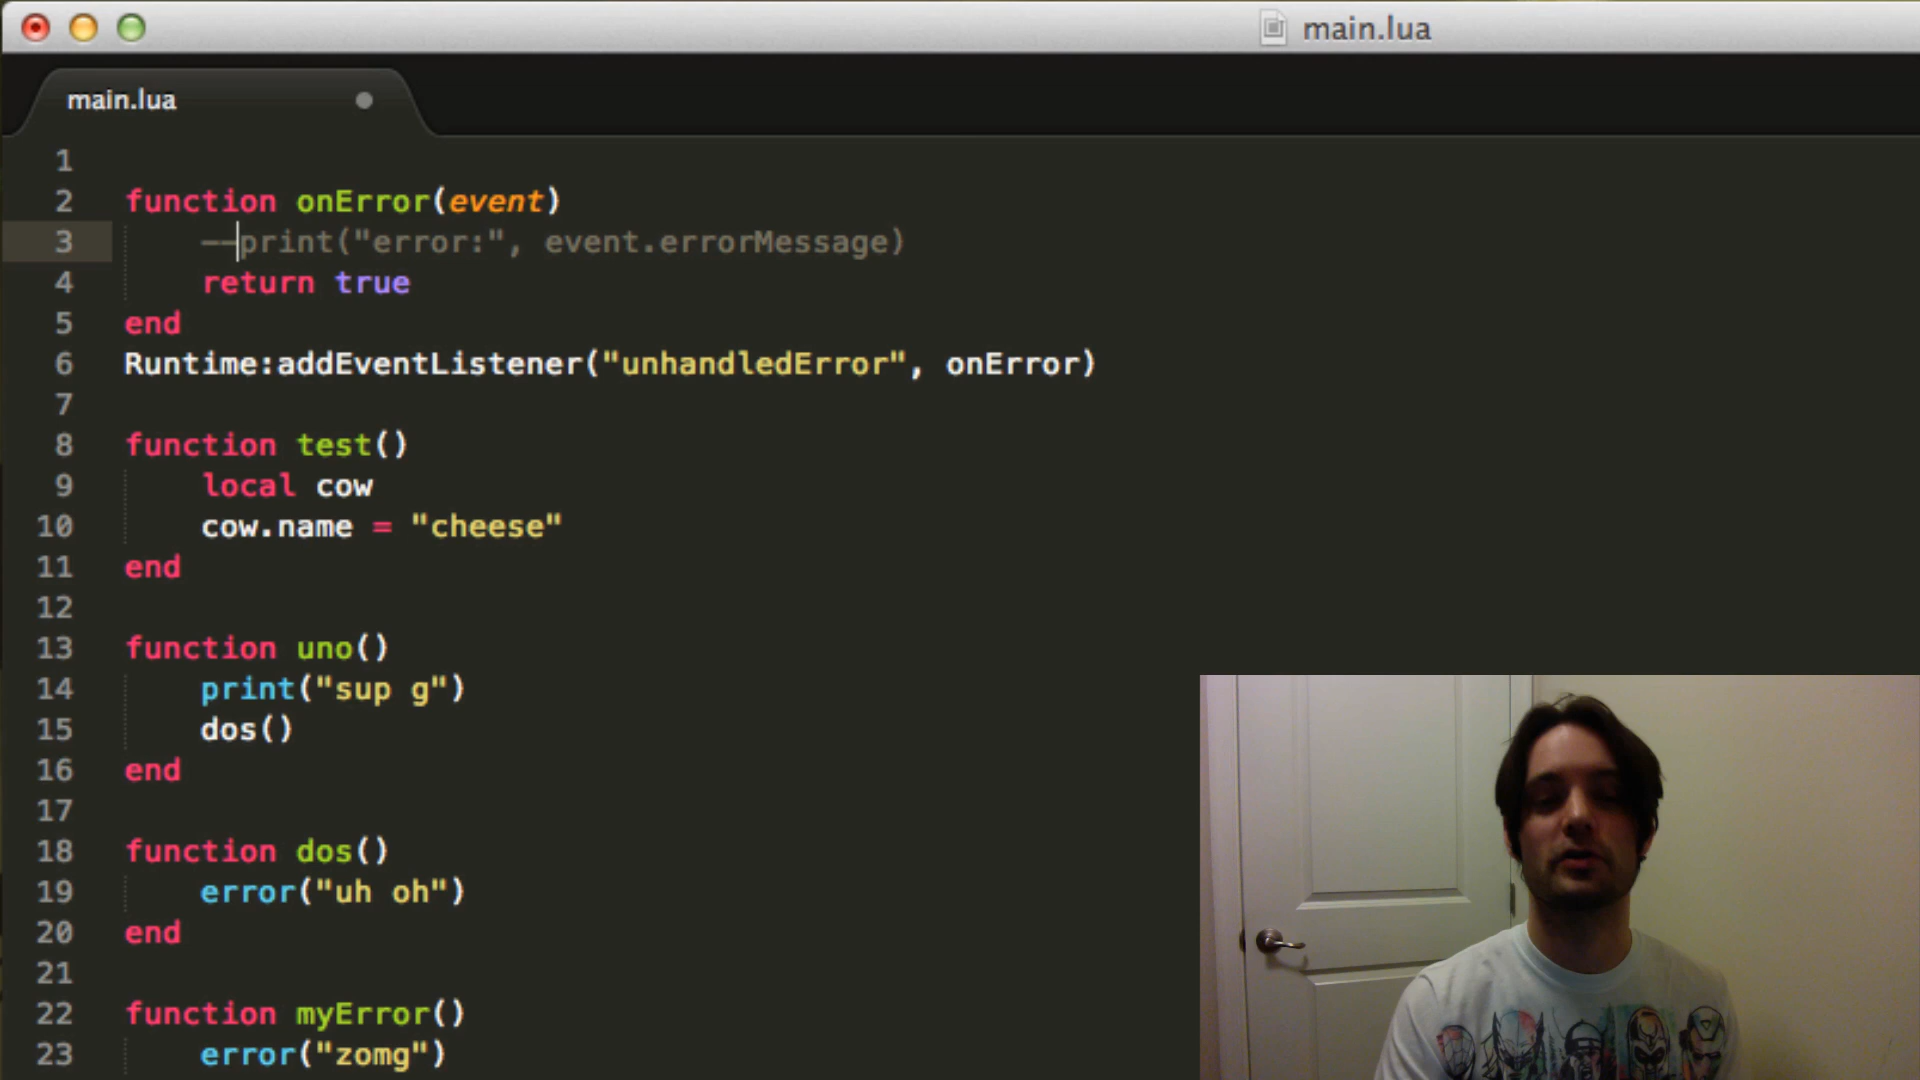 main.lua
main.lua
1
2 function onError(event)
3 --print("error:", event.errorMessage)
4 return true
5 end
6 Runtime:addEventListener("unhandledError", onError)
7
8 function test()
9 local cow
10 cow.name = "cheese"
11 end
12
13 function uno()
14 print("sup g")
15 dos()
16 end
17
18 function dos()
19 error("uh oh")
20 end
21
22 function myError()
23 error("zomg")